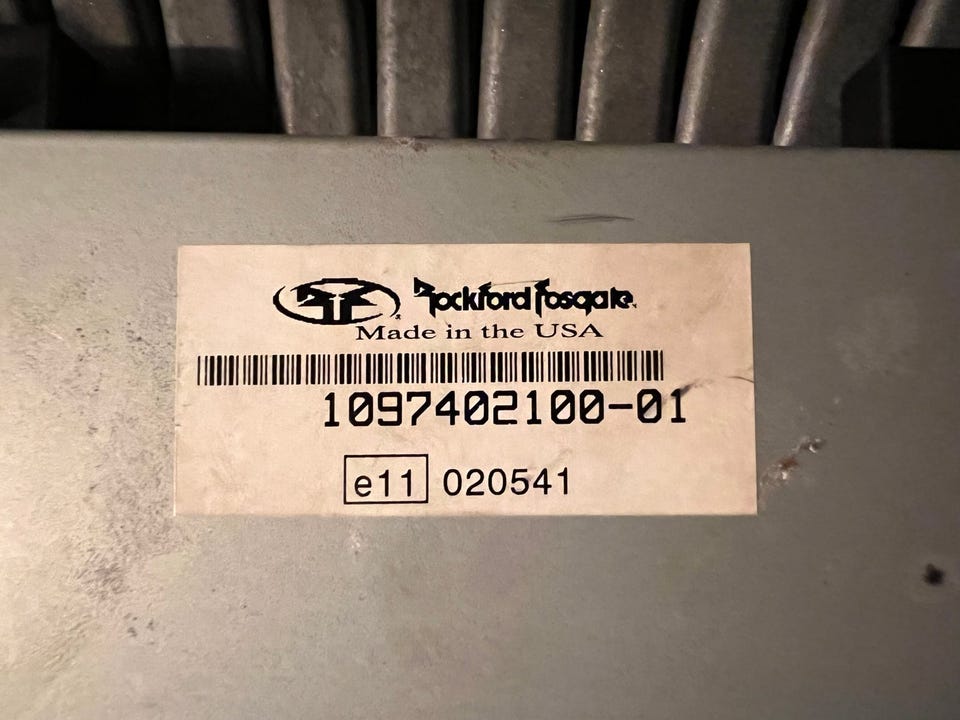 Rockford Fosgate
Made in the USA
1097402100-01
e11 020541